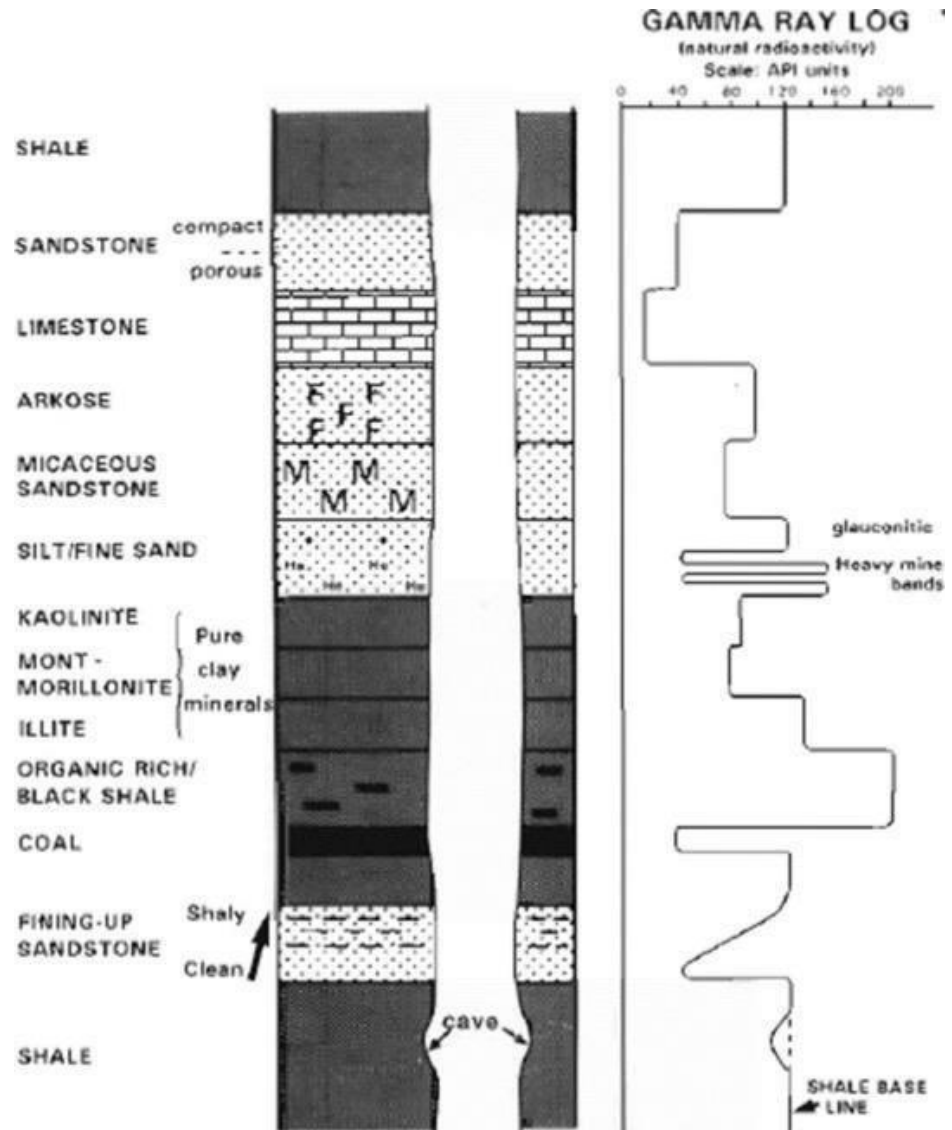 GAMMA RAY LOG
(natural radioactivity)
Scale: API units
0 40 80 120 160 200
SHALE
compact
SANDSTONE
porous
LIMESTONE
ARKOSE
F F
F
F F
MICACEOUS
SANDSTONE
M M
M M
glauconitic
SILT/FINE SAND
Heavy mine
bands
KAOLINITE
Pure
MONT-
MORILLONITE
clay
minerals
ILLITE
ORGANIC RICH/
BLACK SHALE
COAL
Shaly
FINING-UP
SANDSTONE
Clean
cave
SHALE
SHALE BASE
LINE